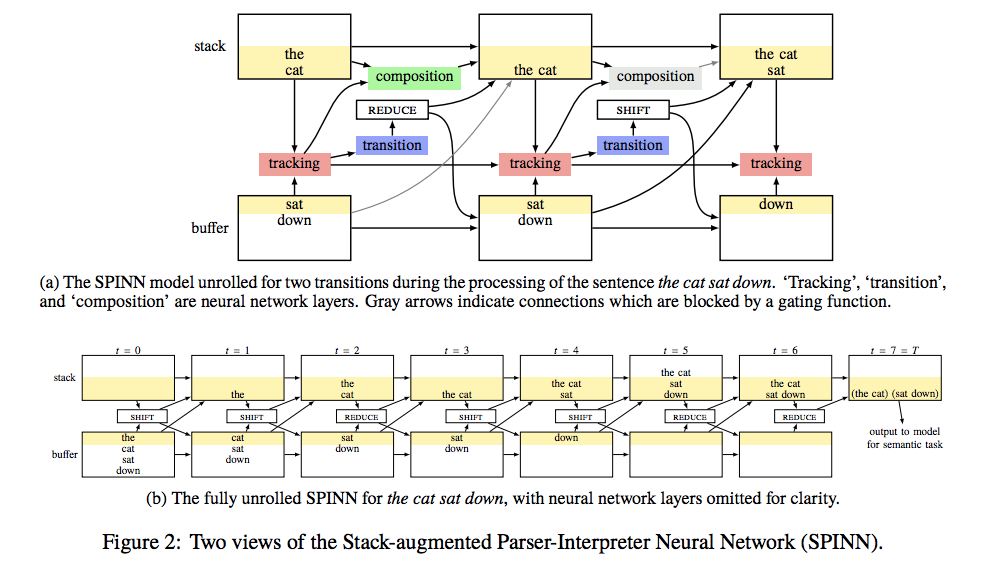 stack
the
cat
composition
REDUCE
transition
tracking
sat
down
buffer
the cat
composition
SHIFT
transition
tracking
sat
down
the cat
sat
tracking
down
(a) The SPINN model unrolled for two transitions during the processing of the sentence the cat sat down. ‘Tracking’, ‘transition’,
and ‘composition’ are neural network layers. Gray arrows indicate connections which are blocked by a gating function.
t = 0
t = 1
t = 2
t = 3
t = 4
t = 5
t = 6
t = 7 = T
stack
the
the
cat
the cat
the cat
sat
the cat
sat
down
the cat
sat down
(the cat) (sat down)
SHIFT
SHIFT
REDUCE
SHIFT
SHIFT
REDUCE
REDUCE
output to model
for semantic task
buffer
the
cat
sat
down
cat
sat
down
sat
down
sat
down
down
(b) The fully unrolled SPINN for the cat sat down, with neural network layers omitted for clarity.
Figure 2: Two views of the Stack-augmented Parser-Interpreter Neural Network (SPINN).